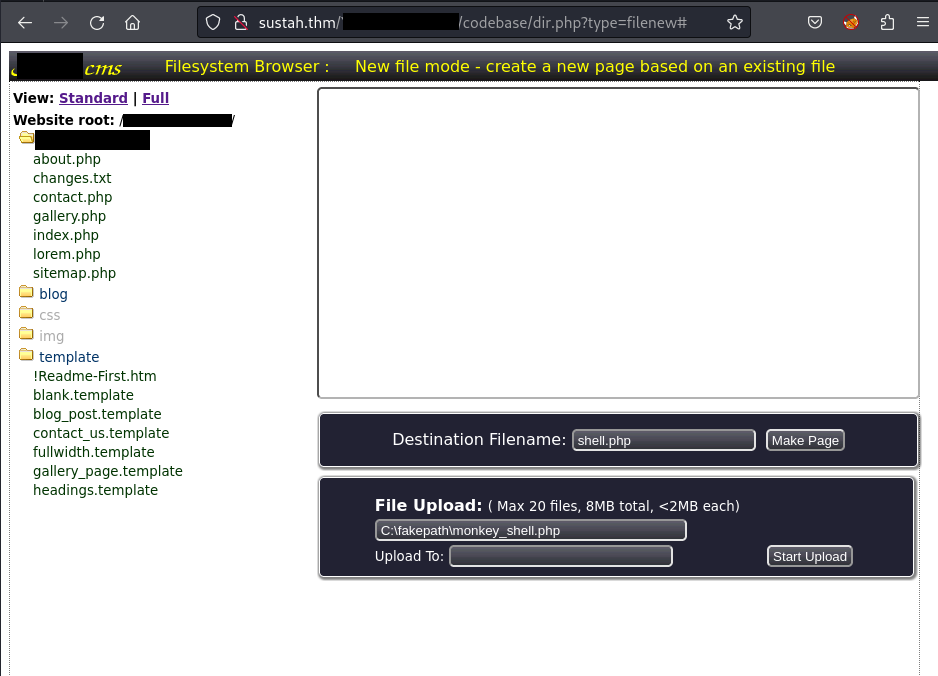 sustah.thm/ /codebase/dir.php?type=filenew#
cms Filesystem Browser : New file mode - create a new page based on an existing file
View: Standard | Full
Website root: / /
about.php
changes.txt
contact.php
gallery.php
index.php
lorem.php
sitemap.php
blog
css
img
template
!Readme-First.htm
blank.template
blog_post.template
contact_us.template
fullwidth.template
gallery_page.template
headings.template
Destination Filename: shell.php Make Page
File Upload: ( Max 20 files, 8MB total, <2MB each)
C:\fakepath\monkey_shell.php
Upload To: Start Upload